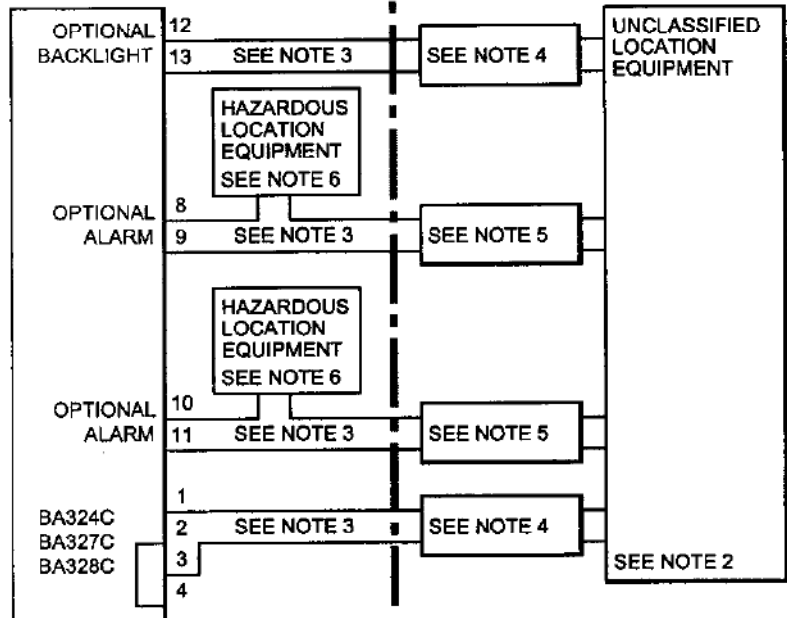 OPTIONAL
BACKLIGHT
12
13
SEE NOTE 3
SEE NOTE 4
UNCLASSIFIED
LOCATION
EQUIPMENT
HAZARDOUS
LOCATION
EQUIPMENT
SEE NOTE 6
OPTIONAL
ALARM
8
9
SEE NOTE 3
SEE NOTE 5
HAZARDOUS
LOCATION
EQUIPMENT
SEE NOTE 6
OPTIONAL
ALARM
10
11
SEE NOTE 3
SEE NOTE 5
BA324C
BA327C
BA328C
1
2
3
4
SEE NOTE 3
SEE NOTE 4
SEE NOTE 2